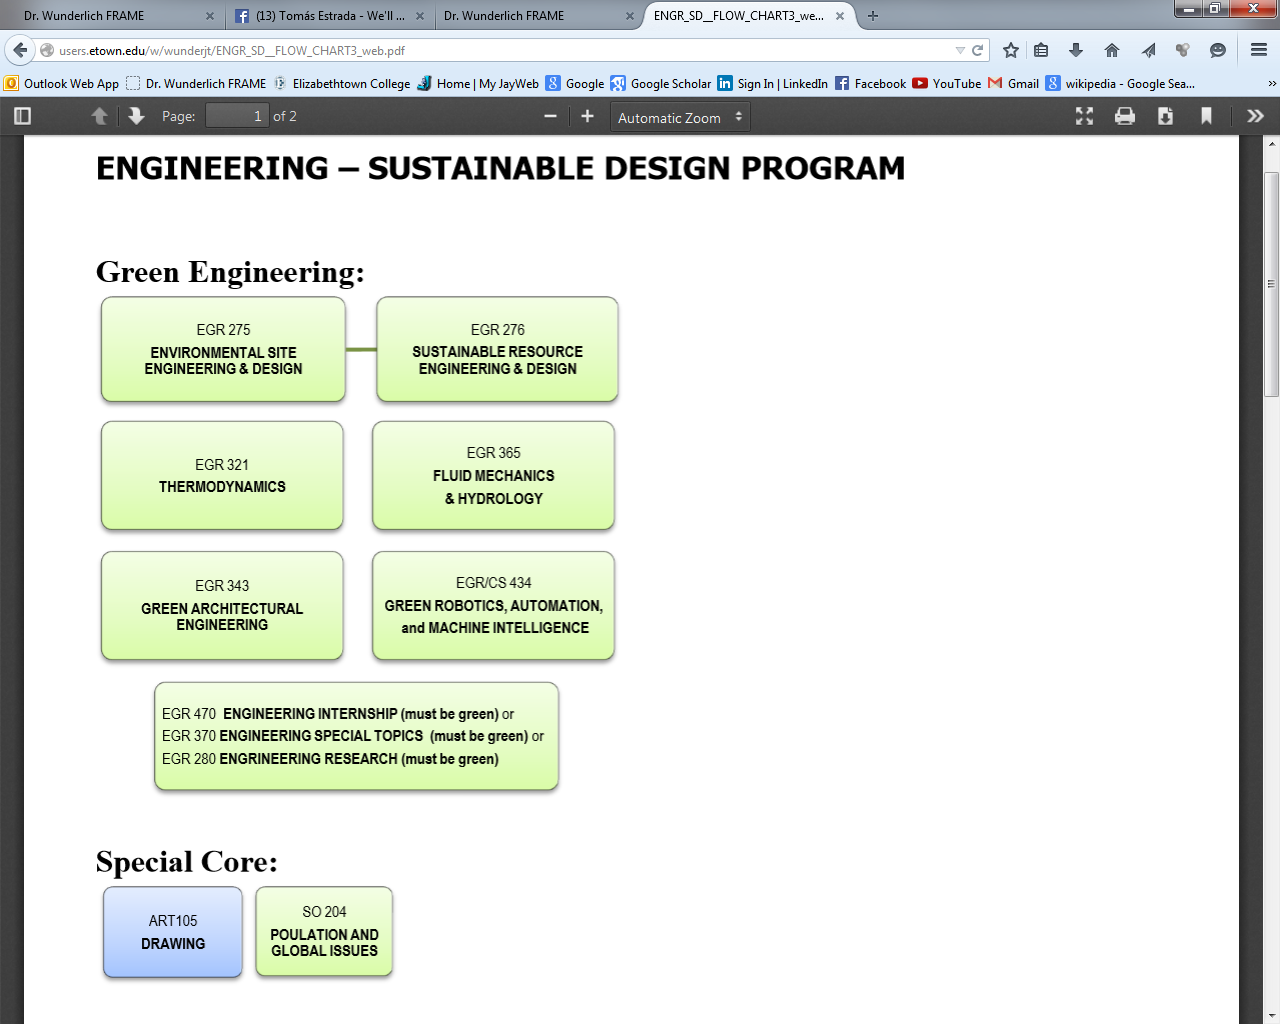 Dr. Wunderlich FRAME
(13) Tomás Estrada - We'll ...
Dr. Wunderlich FRAME
ENGR_SD__FLOW_CHART3_we...
users.etown.edu/w/wunderjt/ENGR_SD__FLOW_CHART3_web.pdf
Outlook Web App Dr. Wunderlich FRAME Elizabethtown College Home | My JayWeb Google Google Scholar Sign In | LinkedIn Facebook YouTube Gmail wikipedia - Google Sea...
Page: 1 of 2 Automatic Zoom
ENGINEERING – SUSTAINABLE DESIGN PROGRAM
Green Engineering:
EGR 275
ENVIRONMENTAL SITE
ENGINEERING & DESIGN
EGR 276
SUSTAINABLE RESOURCE
ENGINEERING & DESIGN
EGR 321
THERMODYNAMICS
EGR 365
FLUID MECHANICS
& HYDROLOGY
EGR 343
GREEN ARCHITECTURAL
ENGINEERING
EGR/CS 434
GREEN ROBOTICS, AUTOMATION,
and MACHINE INTELLIGENCE
EGR 470 ENGINEERING INTERNSHIP (must be green) or
EGR 370 ENGINEERING SPECIAL TOPICS (must be green) or
EGR 280 ENGRINEERING RESEARCH (must be green)
Special Core:
ART105
DRAWING
SO 204
POULATION AND
GLOBAL ISSUES